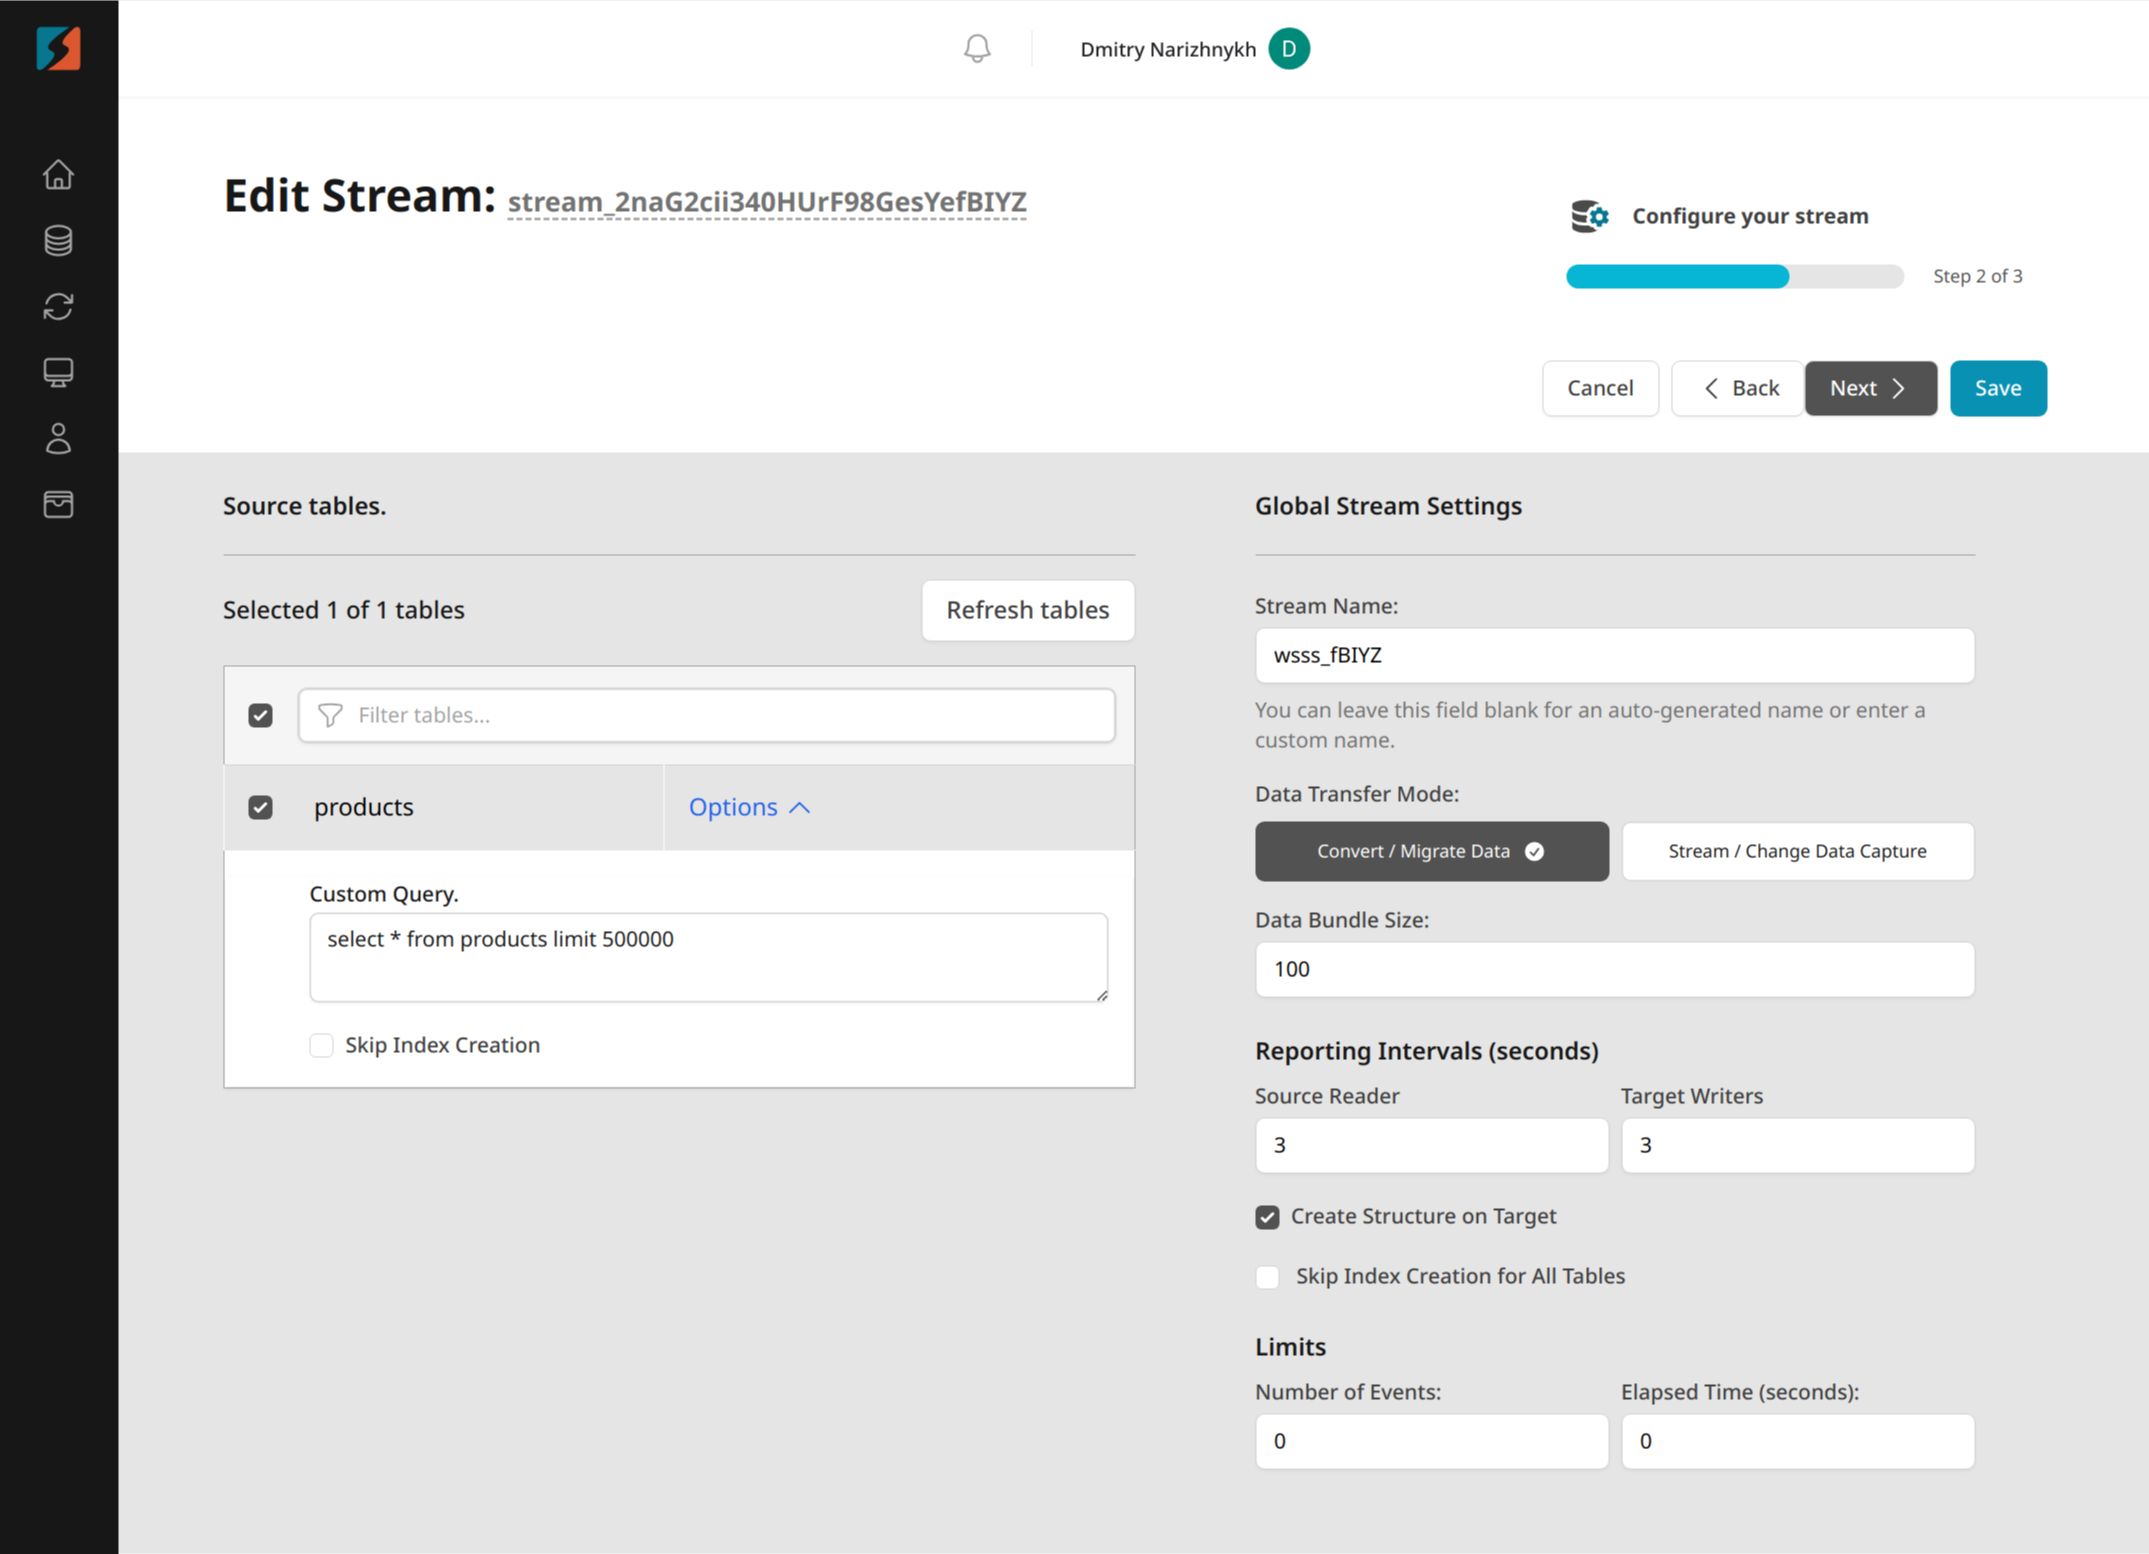 Dmitry Narizhnykh D
Edit Stream: stream_2naG2cii340HUrF98GesYefBIYZ
Configure your stream
Step 2 of 3
Cancel
Back
Next
Save
Source tables.
Selected 1 of 1 tables
Refresh tables
Filter tables...
products
Options
Custom Query.
select * from products limit 500000
Skip Index Creation
Global Stream Settings
Stream Name:
wsss_fBIYZ
You can leave this field blank for an auto-generated name or enter a
custom name.
Data Transfer Mode:
Convert / Migrate Data
Stream / Change Data Capture
Data Bundle Size:
100
Reporting Intervals (seconds)
Source Reader
Target Writers
3
3
Create Structure on Target
Skip Index Creation for All Tables
Limits
Number of Events:
Elapsed Time (seconds):
0
0